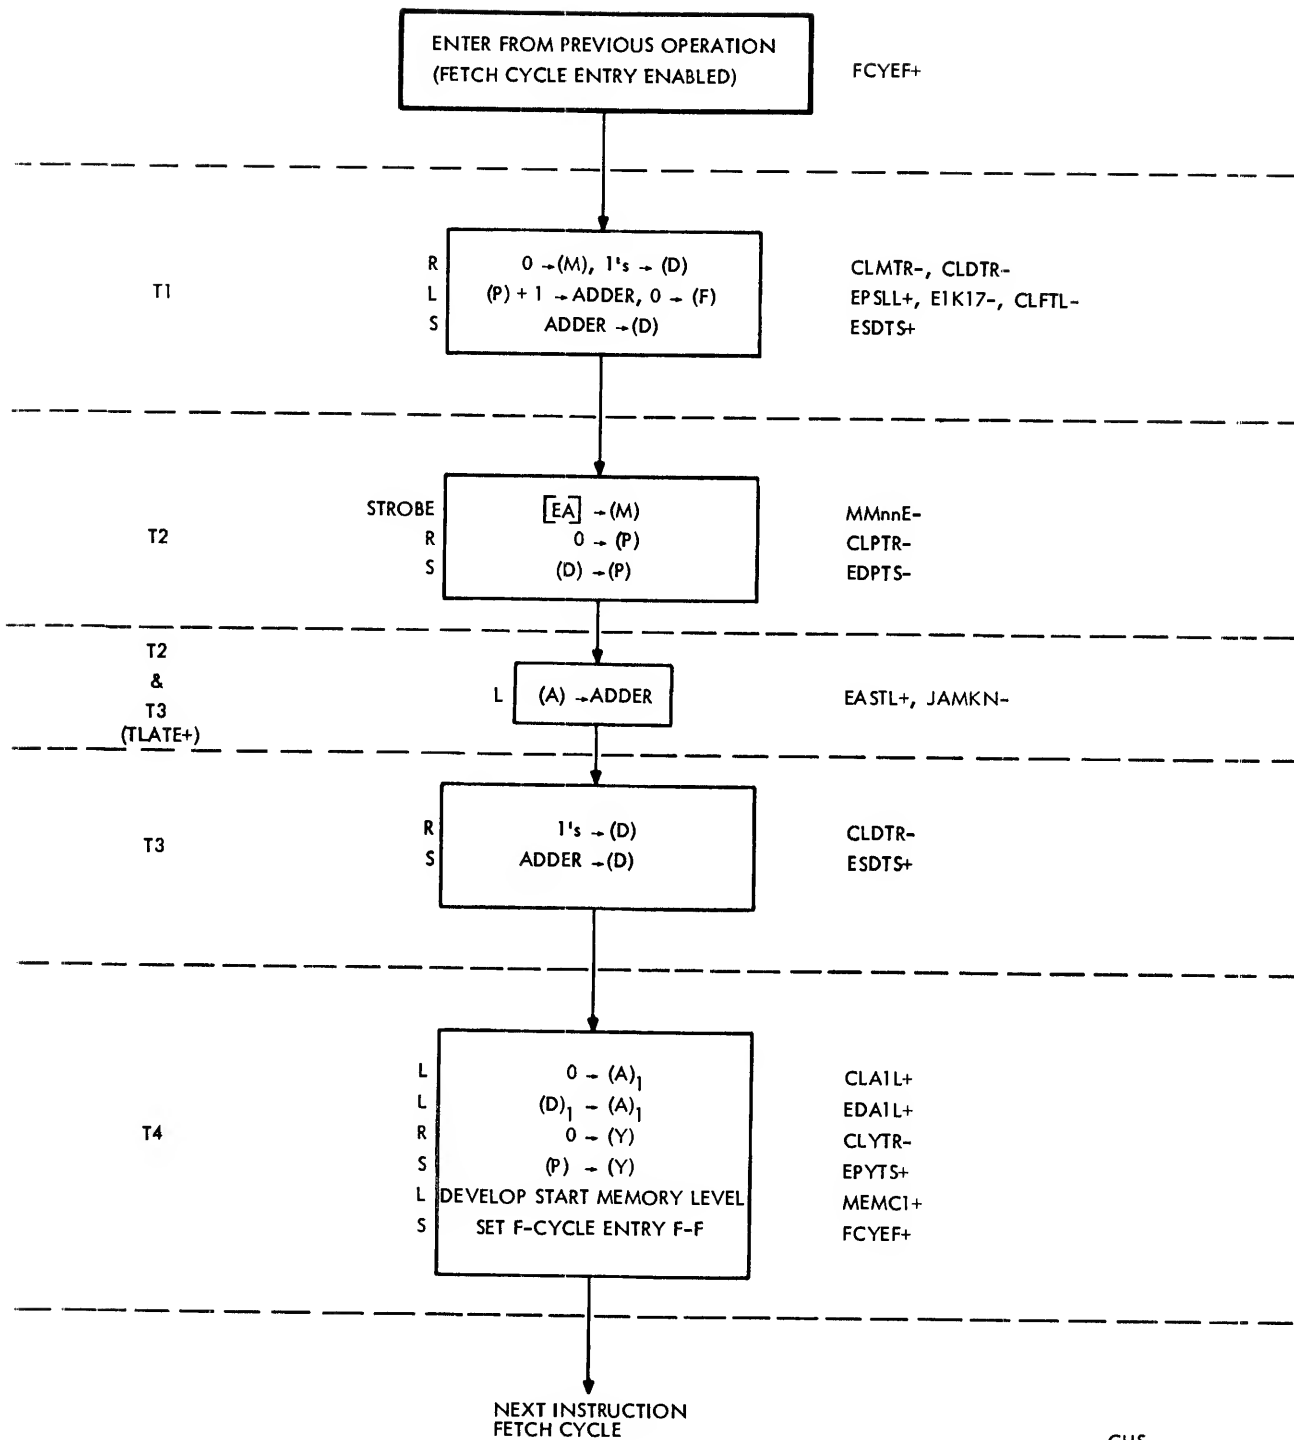 ENTER FROM PREVIOUS OPERATION
(FETCH CYCLE ENTRY ENABLED)
FCYEF+
T1
R 0 → (M), 1's → (D) CLMTR-, CLDTR-
L (P) + 1 → ADDER, 0 → (F) EPSLL+, E1K17-, CLFTL-
S ADDER → (D) ESDTS+
T2
STROBE [EA] → (M) MMnnE-
R 0 → (P) CLPTR-
S (D) → (P) EDPTS-
T2
&
T3
(TLATE+)
L (A) → ADDER EASTL+, JAMKN-
T3
R 1's → (D) CLDTR-
S ADDER → (D) ESDTS+
T4
L 0 → (A)1 CLA1L+
L (D)1 → (A)1 EDA1L+
R 0 → (Y) CLYTR-
S (P) → (Y) EPYTS+
L DEVELOP START MEMORY LEVEL MEMC1+
S SET F-CYCLE ENTRY F-F FCYEF+
NEXT INSTRUCTION
FETCH CYCLE